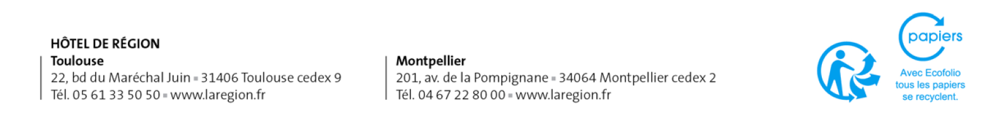 HÔTEL DE RÉGION
Toulouse
22, bd du Maréchal Juin ▪ 31406 Toulouse cedex 9
Tél. 05 61 33 50 50 ▪ www.laregion.fr
Montpellier
201, av. de la Pompignane ▪ 34064 Montpellier cedex 2
Tél. 04 67 22 80 00 ▪ www.laregion.fr
papiers
Avec Ecofolio
tous les papiers
se recyclent.